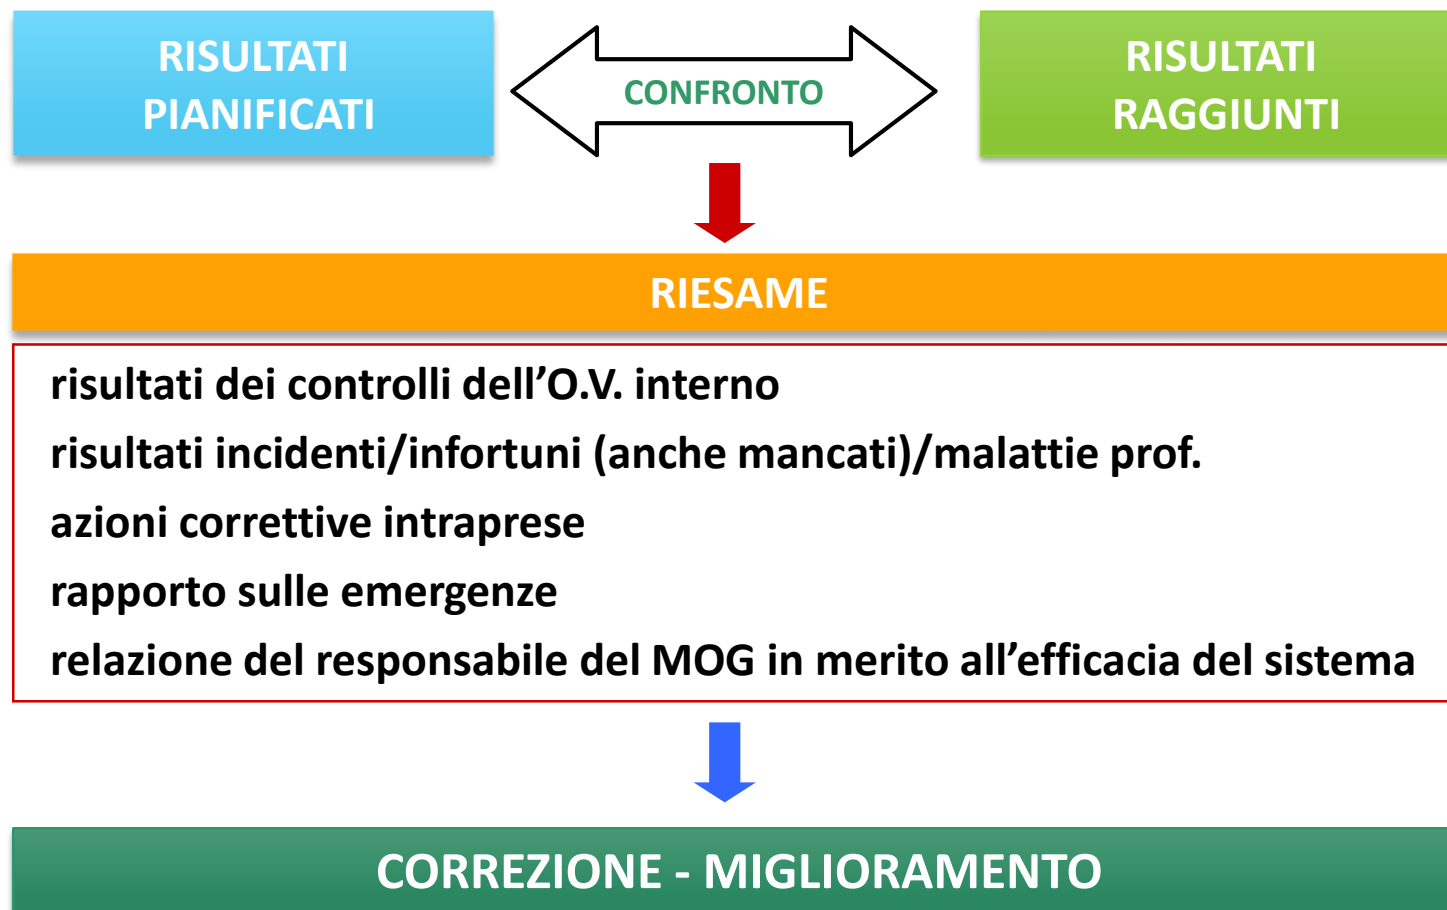 RISULTATI
PIANIFICATI
CONFRONTO
RISULTATI
RAGGIUNTI
RIESAME
risultati dei controlli dell’O.V. interno
risultati incidenti/infortuni (anche mancati)/malattie prof.
azioni correttive intraprese
rapporto sulle emergenze
relazione del responsabile del MOG in merito all’efficacia del sistema
CORREZIONE - MIGLIORAMENTO